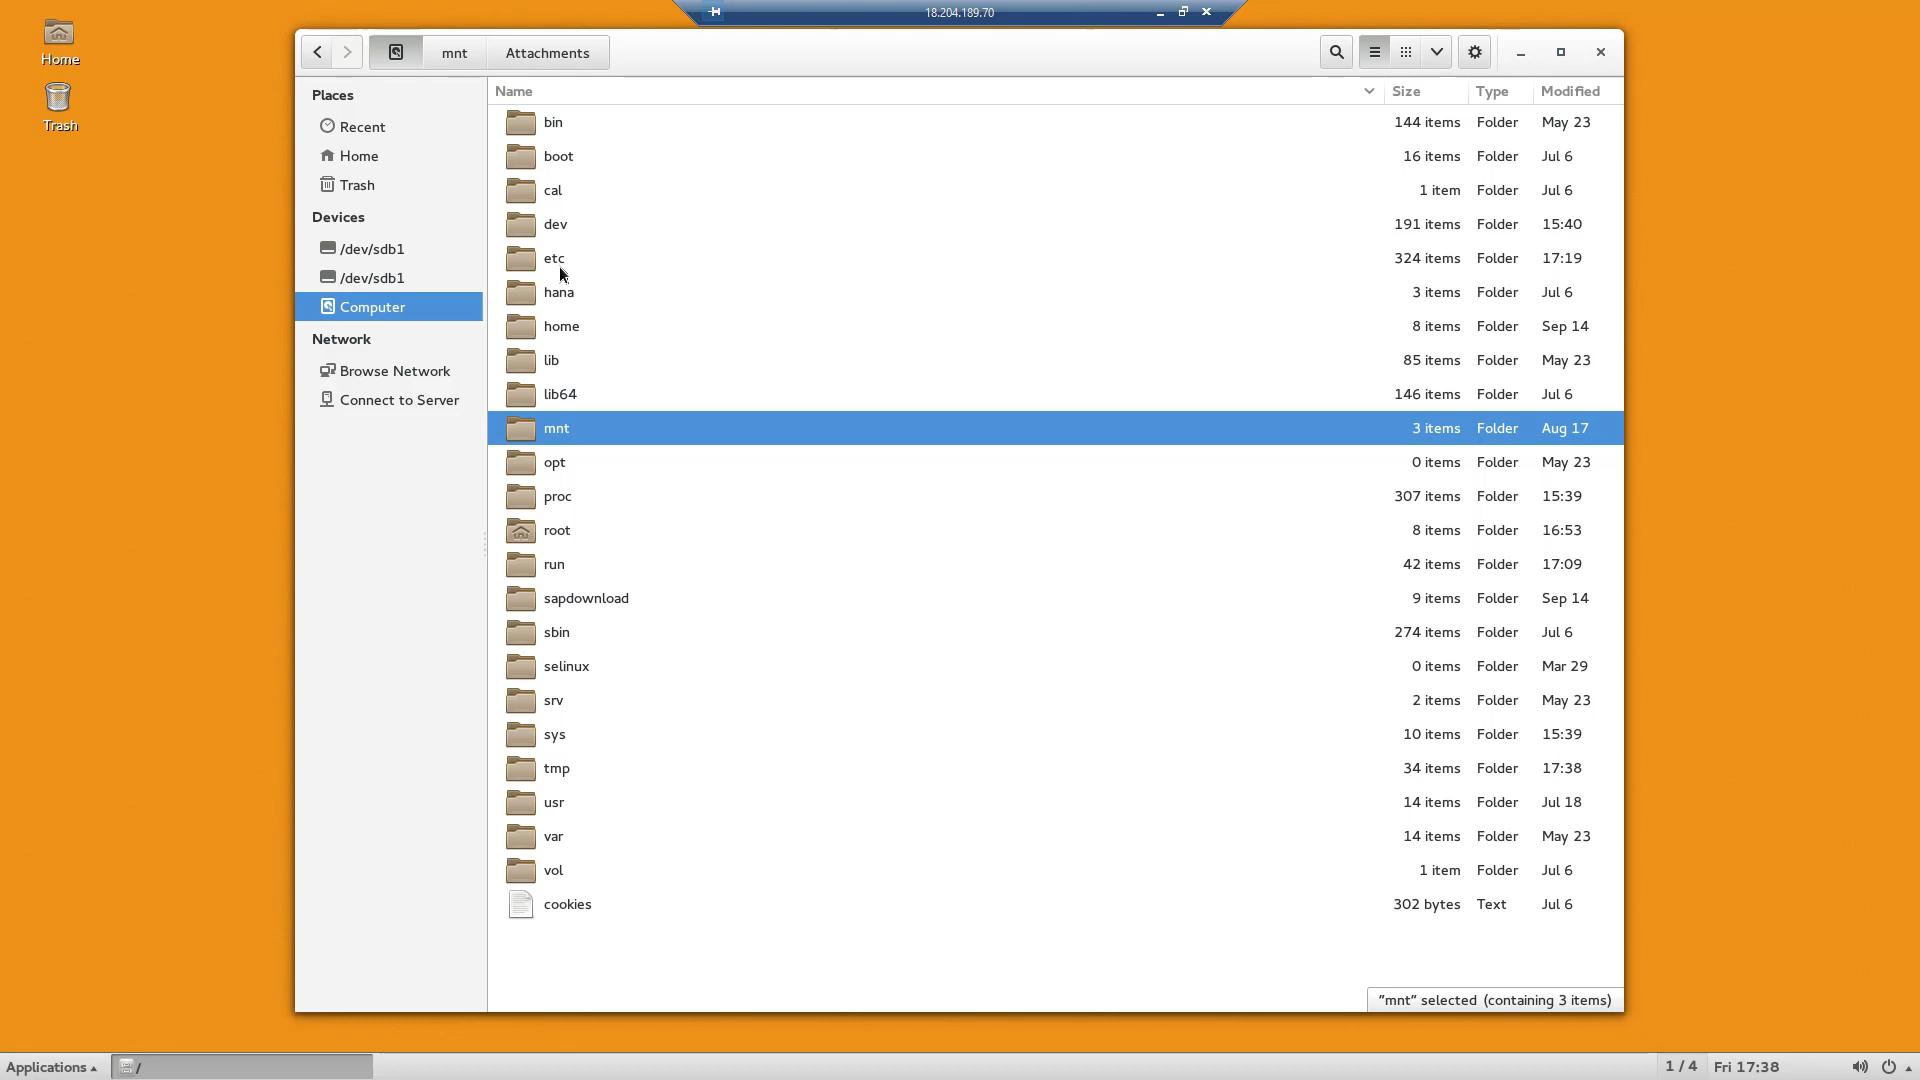 18.204.189.70
Home
Trash
mnt
Attachments
Places
Recent
Home
Trash
Devices
/dev/sdb1
/dev/sdb1
Computer
Network
Browse Network
Connect to Server
Name Size Type Modified
bin 144 items Folder May 23
boot 16 items Folder Jul 6
cal 1 item Folder Jul 6
dev 191 items Folder 15:40
etc 324 items Folder 17:19
hana 3 items Folder Jul 6
home 8 items Folder Sep 14
lib 85 items Folder May 23
lib64 146 items Folder Jul 6
mnt 3 items Folder Aug 17
opt 0 items Folder May 23
proc 307 items Folder 15:39
root 8 items Folder 16:53
run 42 items Folder 17:09
sapdownload 9 items Folder Sep 14
sbin 274 items Folder Jul 6
selinux 0 items Folder Mar 29
srv 2 items Folder May 23
sys 10 items Folder 15:39
tmp 34 items Folder 17:38
usr 14 items Folder Jul 18
var 14 items Folder May 23
vol 1 item Folder Jul 6
cookies 302 bytes Text Jul 6
"mnt" selected (containing 3 items)
Applications / 1 / 4 Fri 17:38